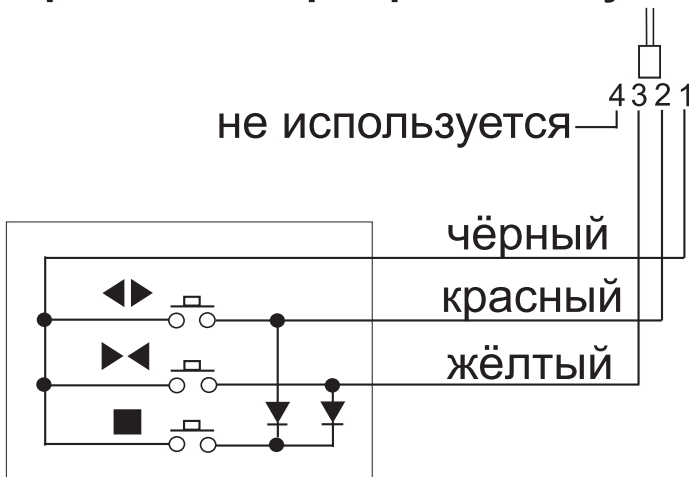 4 3 2 1
не используется
чёрный
красный
жёлтый